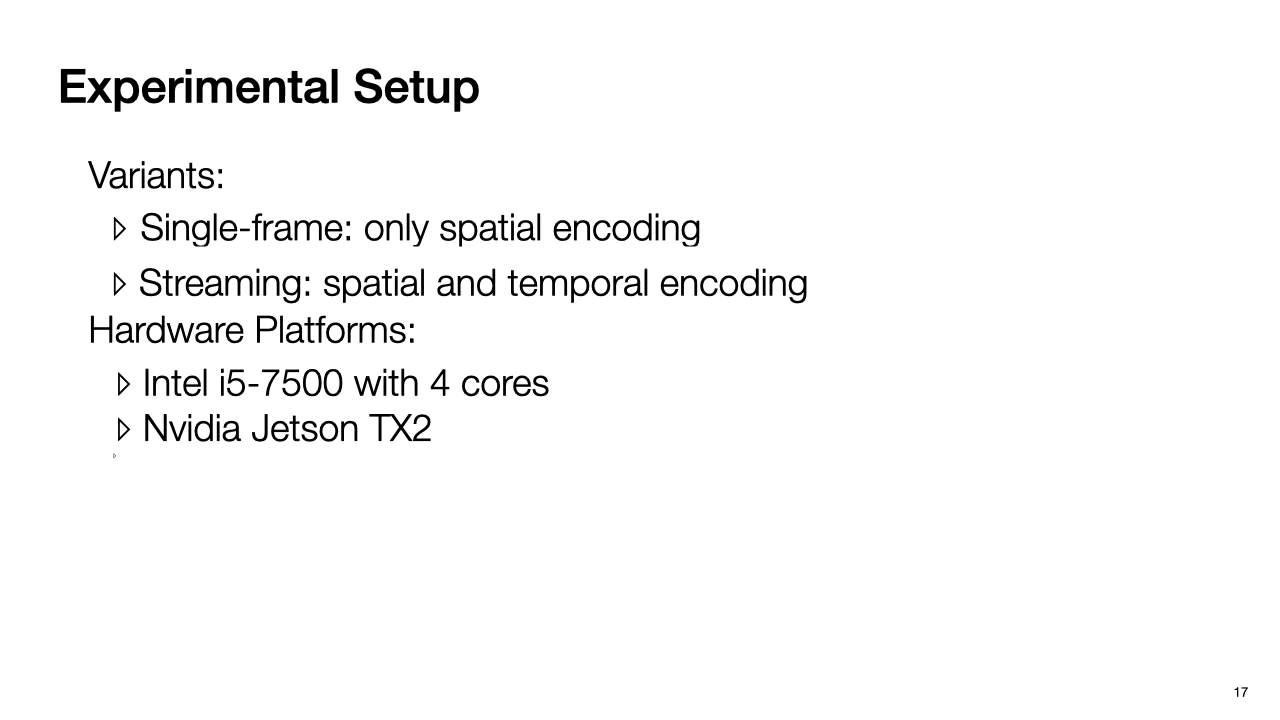 Experimental Setup
Variants:
▹ Single-frame: only spatial encoding
▹ Streaming: spatial and temporal encoding
Hardware Platforms:
▹ Intel i5-7500 with 4 cores
▹ Nvidia Jetson TX2
▹
17